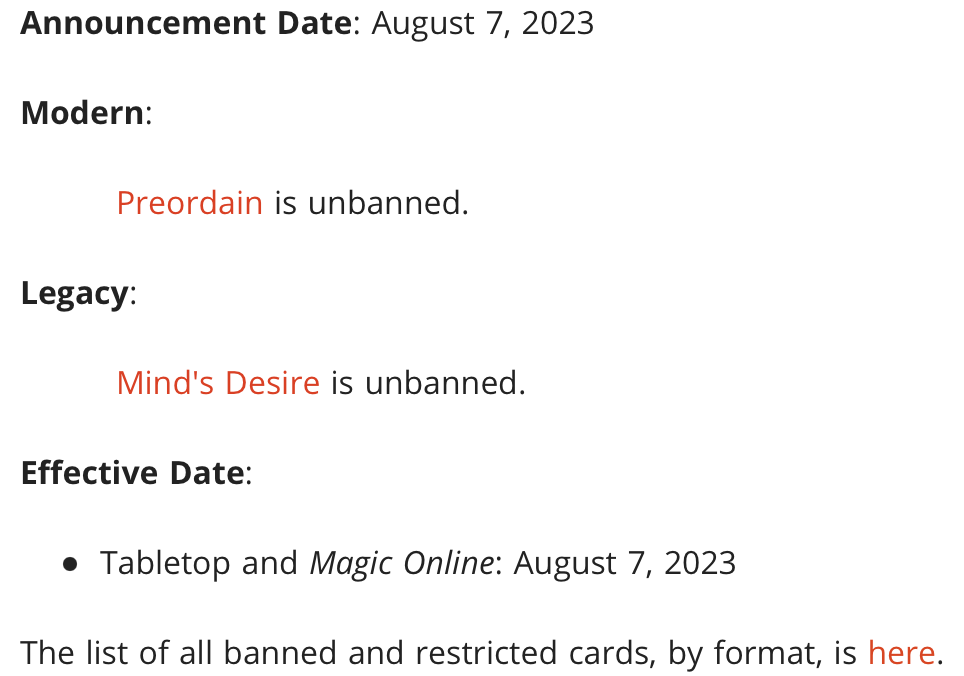 Announcement Date: August 7, 2023
Modern:
Preordain is unbanned.
Legacy:
Mind's Desire is unbanned.
Effective Date:
● Tabletop and Magic Online: August 7, 2023
The list of all banned and restricted cards, by format, is here.